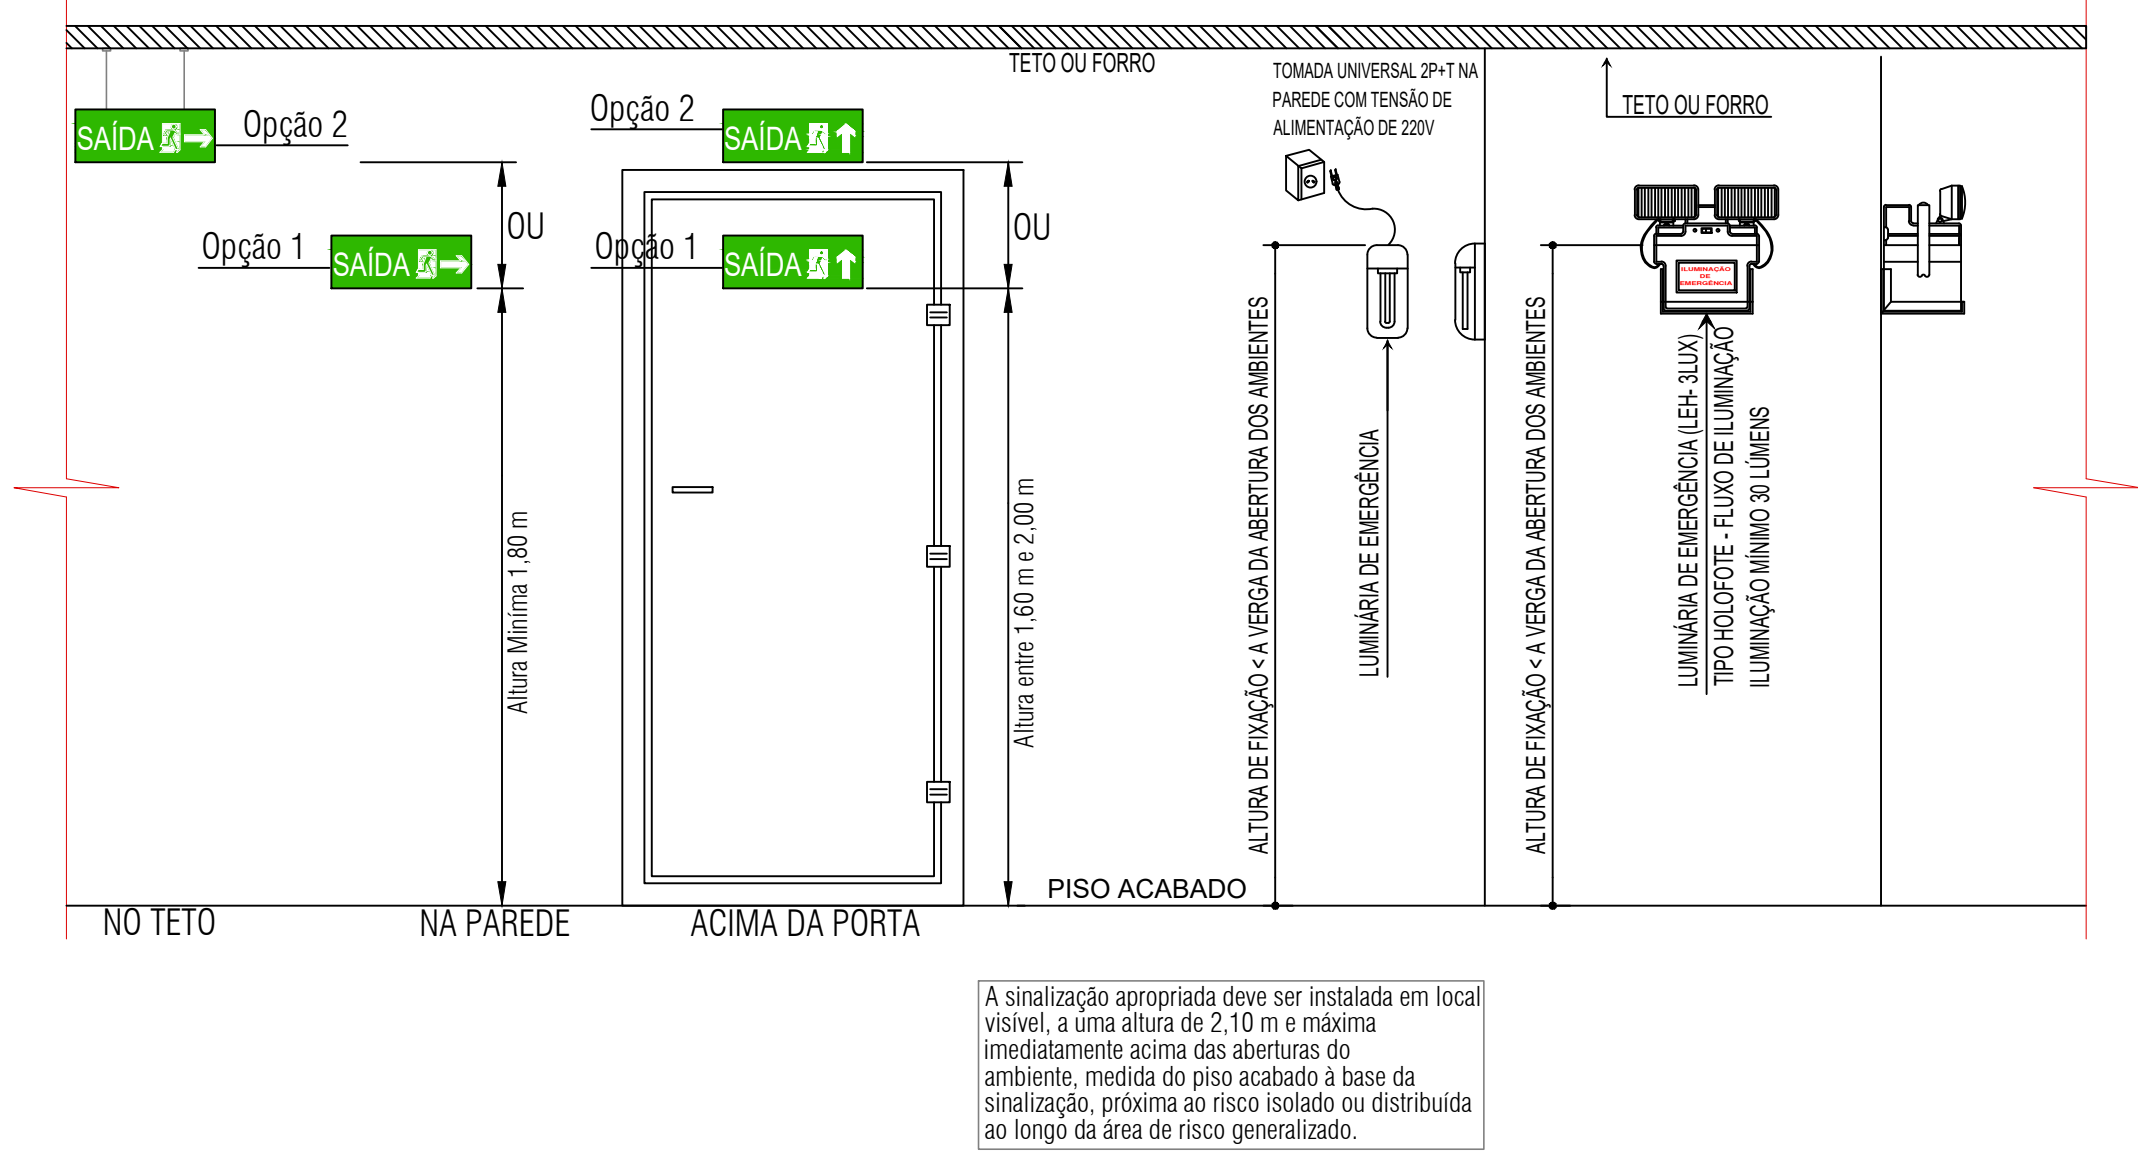 TETO OU FORRO
TOMADA UNIVERSAL 2P+T NA
PAREDE COM TENSÃO DE
ALIMENTAÇÃO DE 220V
TETO OU FORRO
SAÍDA
Opção 2
Opção 2
SAÍDA
OU
OU
Opção 1
SAÍDA
Opção 1
SAÍDA
ILUMINAÇÃO
DE
EMERGÊNCIA
Altura Miníma 1,80 m
Altura entre 1,60 m e 2,00 m
ALTURA DE FIXAÇÃO < A VERGA DA ABERTURA DOS AMBIENTES
LUMINÁRIA DE EMERGÊNCIA
ALTURA DE FIXAÇÃO < A VERGA DA ABERTURA DOS AMBIENTES
LUMINÁRIA DE EMERGÊNCIA (LEH- 3LUX)
TIPO HOLOFOTE - FLUXO DE ILUMINAÇÃO
ILUMINAÇÃO MÍNIMO 30 LÚMENS
PISO ACABADO
NO TETO
NA PAREDE
ACIMA DA PORTA
A sinalização apropriada deve ser instalada em local
visível, a uma altura de 2,10 m e máxima
imediatamente acima das aberturas do
ambiente, medida do piso acabado à base da
sinalização, próxima ao risco isolado ou distribuída
ao longo da área de risco generalizado.